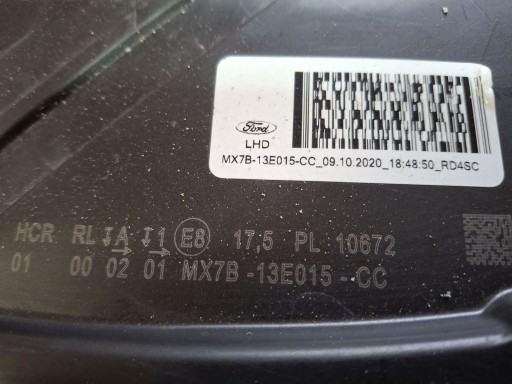 Ford
LHD
MX7B-13E015-CC_09.10.2020_18:48:50_RD4SC
HCR RL A 1 E8 17,5 PL 10672
01 00 02 01 MX7B-13E015-CC